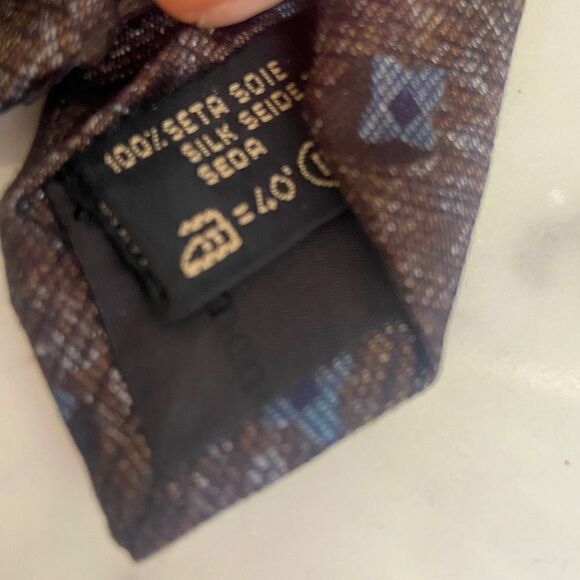 100% SETA SOIE
SILK SEIDE
SEDA
=40°